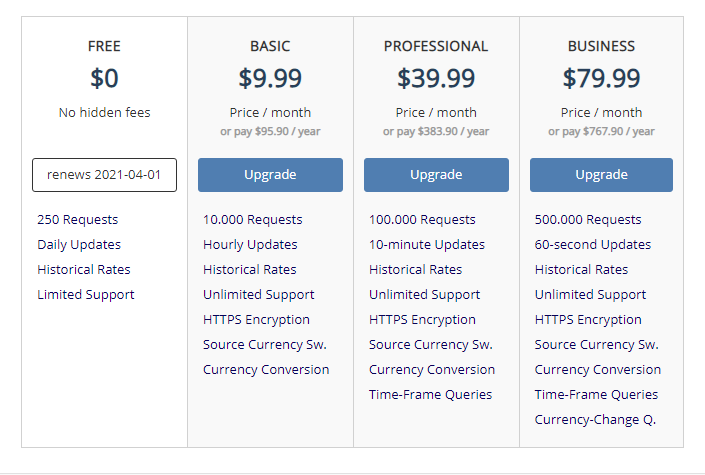 FREE
$0
No hidden fees
renews 2021-04-01
250 Requests
Daily Updates
Historical Rates
Limited Support
BASIC
$9.99
Price / month
or pay $95.90 / year
Upgrade
10.000 Requests
Hourly Updates
Historical Rates
Unlimited Support
HTTPS Encryption
Source Currency Sw.
Currency Conversion
PROFESSIONAL
$39.99
Price / month
or pay $383.90 / year
Upgrade
100.000 Requests
10-minute Updates
Historical Rates
Unlimited Support
HTTPS Encryption
Source Currency Sw.
Currency Conversion
Time-Frame Queries
BUSINESS
$79.99
Price / month
or pay $767.90 / year
Upgrade
500.000 Requests
60-second Updates
Historical Rates
Unlimited Support
HTTPS Encryption
Source Currency Sw.
Currency Conversion
Time-Frame Queries
Currency-Change Q.